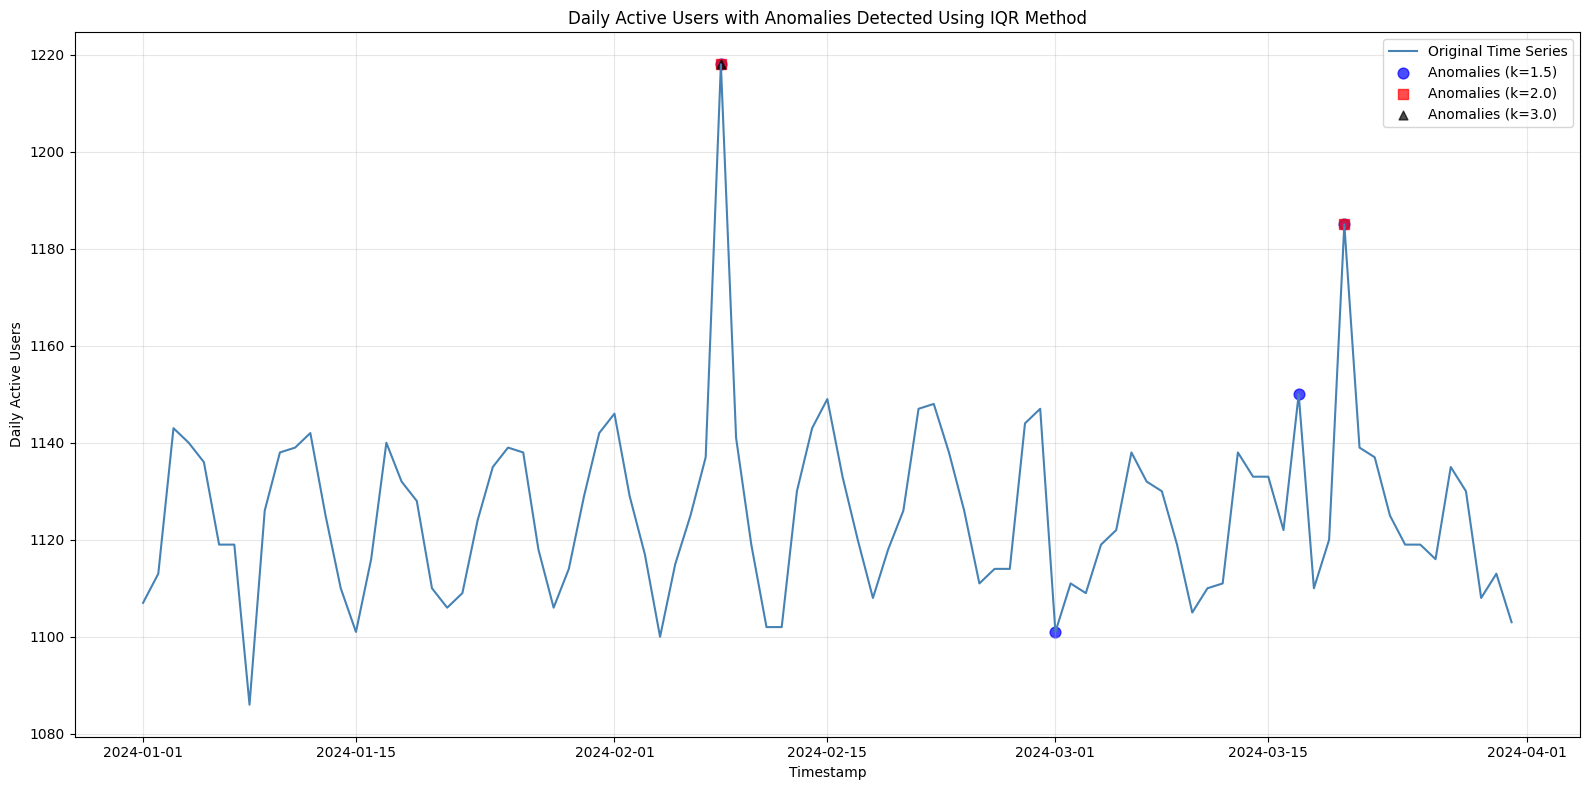 Daily Active Users with Anomalies Detected Using IQR Method
Original Time Series
Anomalies (k=1.5)
Anomalies (k=2.0)
Anomalies (k=3.0)
Daily Active Users
1220
1200
1180
1160
1140
1120
1100
1080
2024-01-01
2024-01-15
2024-02-01
2024-02-15
2024-03-01
2024-03-15
2024-04-01
Timestamp